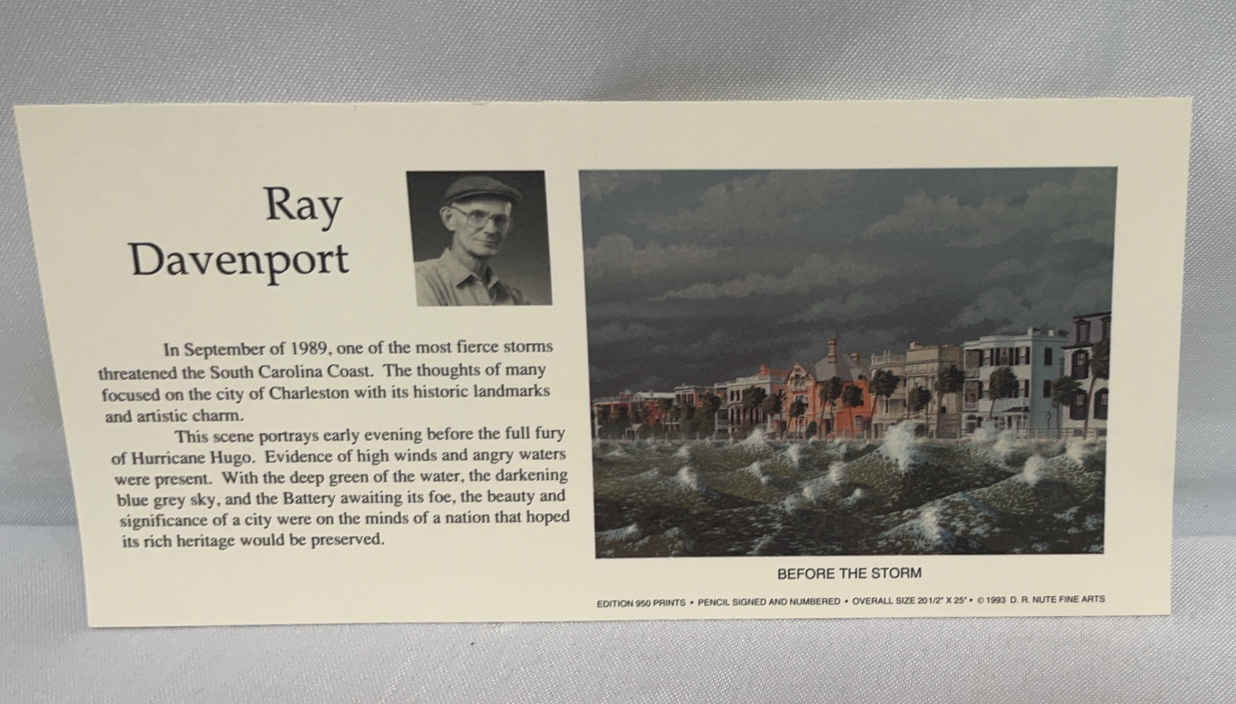 Ray
Davenport
In September of 1989, one of the most fierce storms
threatened the South Carolina Coast. The thoughts of many
focused on the city of Charleston with its historic landmarks
and artistic charm.
This scene portrays early evening before the full fury
of Hurricane Hugo. Evidence of high winds and angry waters
were present. With the deep green of the water, the darkening
blue grey sky, and the Battery awaiting its foe, the beauty and
significance of a city were on the minds of a nation that hoped
its rich heritage would be preserved.
BEFORE THE STORM
EDITION 950 PRINTS • PENCIL SIGNED AND NUMBERED • OVERALL SIZE 20 1/2" X 25" • © 1993 D. R. NUTE FINE ARTS